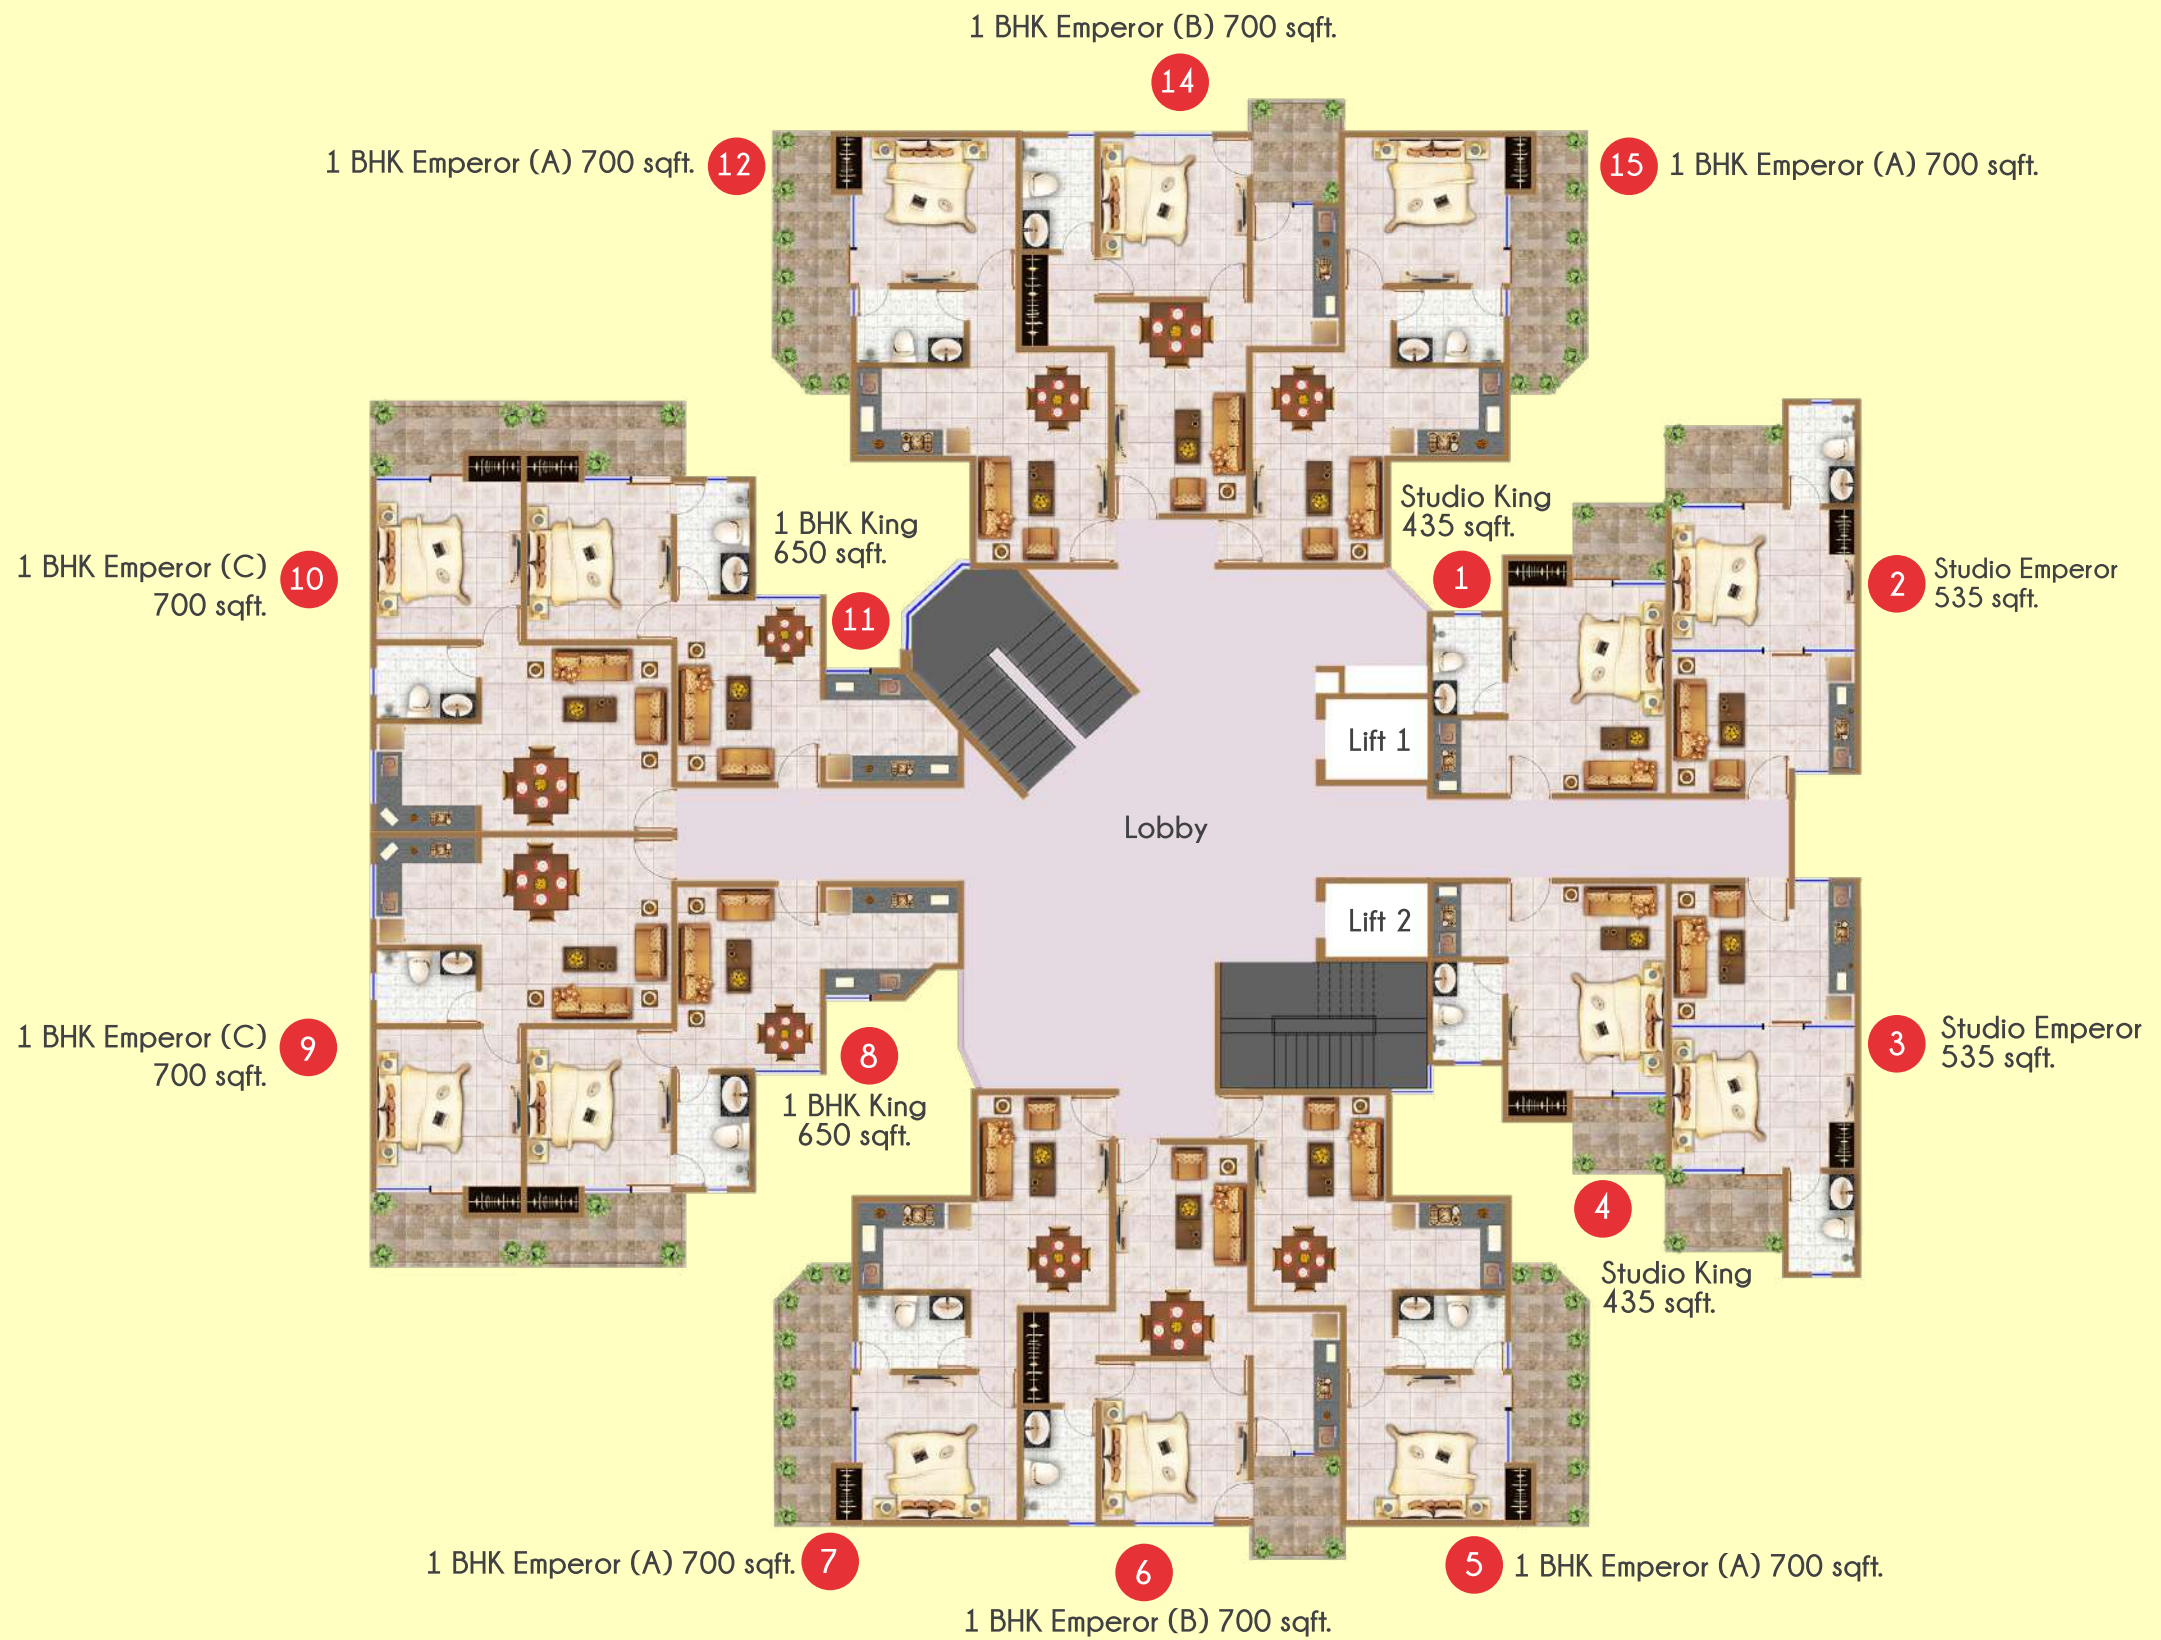 1 BHK Emperor (B) 700 sqft.
14
1 BHK Emperor (A) 700 sqft.
12
15
1 BHK Emperor (A) 700 sqft.
Studio King
435 sqft.
1
2
Studio Emperor
535 sqft.
1 BHK King
650 sqft.
11
1 BHK Emperor (C)
700 sqft.
10
Lift 1
Lobby
Lift 2
1 BHK Emperor (C)
700 sqft.
9
8
1 BHK King
650 sqft.
3
Studio Emperor
535 sqft.
4
Studio King
435 sqft.
1 BHK Emperor (A) 700 sqft.
7
6
1 BHK Emperor (B) 700 sqft.
5
1 BHK Emperor (A) 700 sqft.